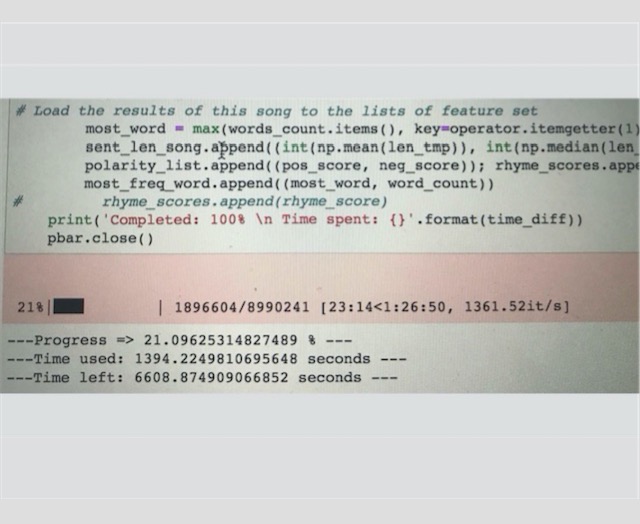 # Load the results of this song to the lists of feature set
most_word = max(words_count.items(), key=operator.itemgetter(1)
sent_len_song.append((int(np.mean(len_tmp)), int(np.median(len_
polarity_list.append((pos_score, neg_score)); rhyme_scores.appe
most_freq_word.append((most_word, word_count))
# rhyme_scores.append(rhyme_score)
print('Completed: 100% \n Time spent: {}'.format(time_diff))
pbar.close()
21%| | 1896604/8990241 [23:14<1:26:50, 1361.52it/s]
---Progress => 21.09625314827489 % ---
---Time used: 1394.2249810695648 seconds ---
---Time left: 6608.874909066852 seconds ---